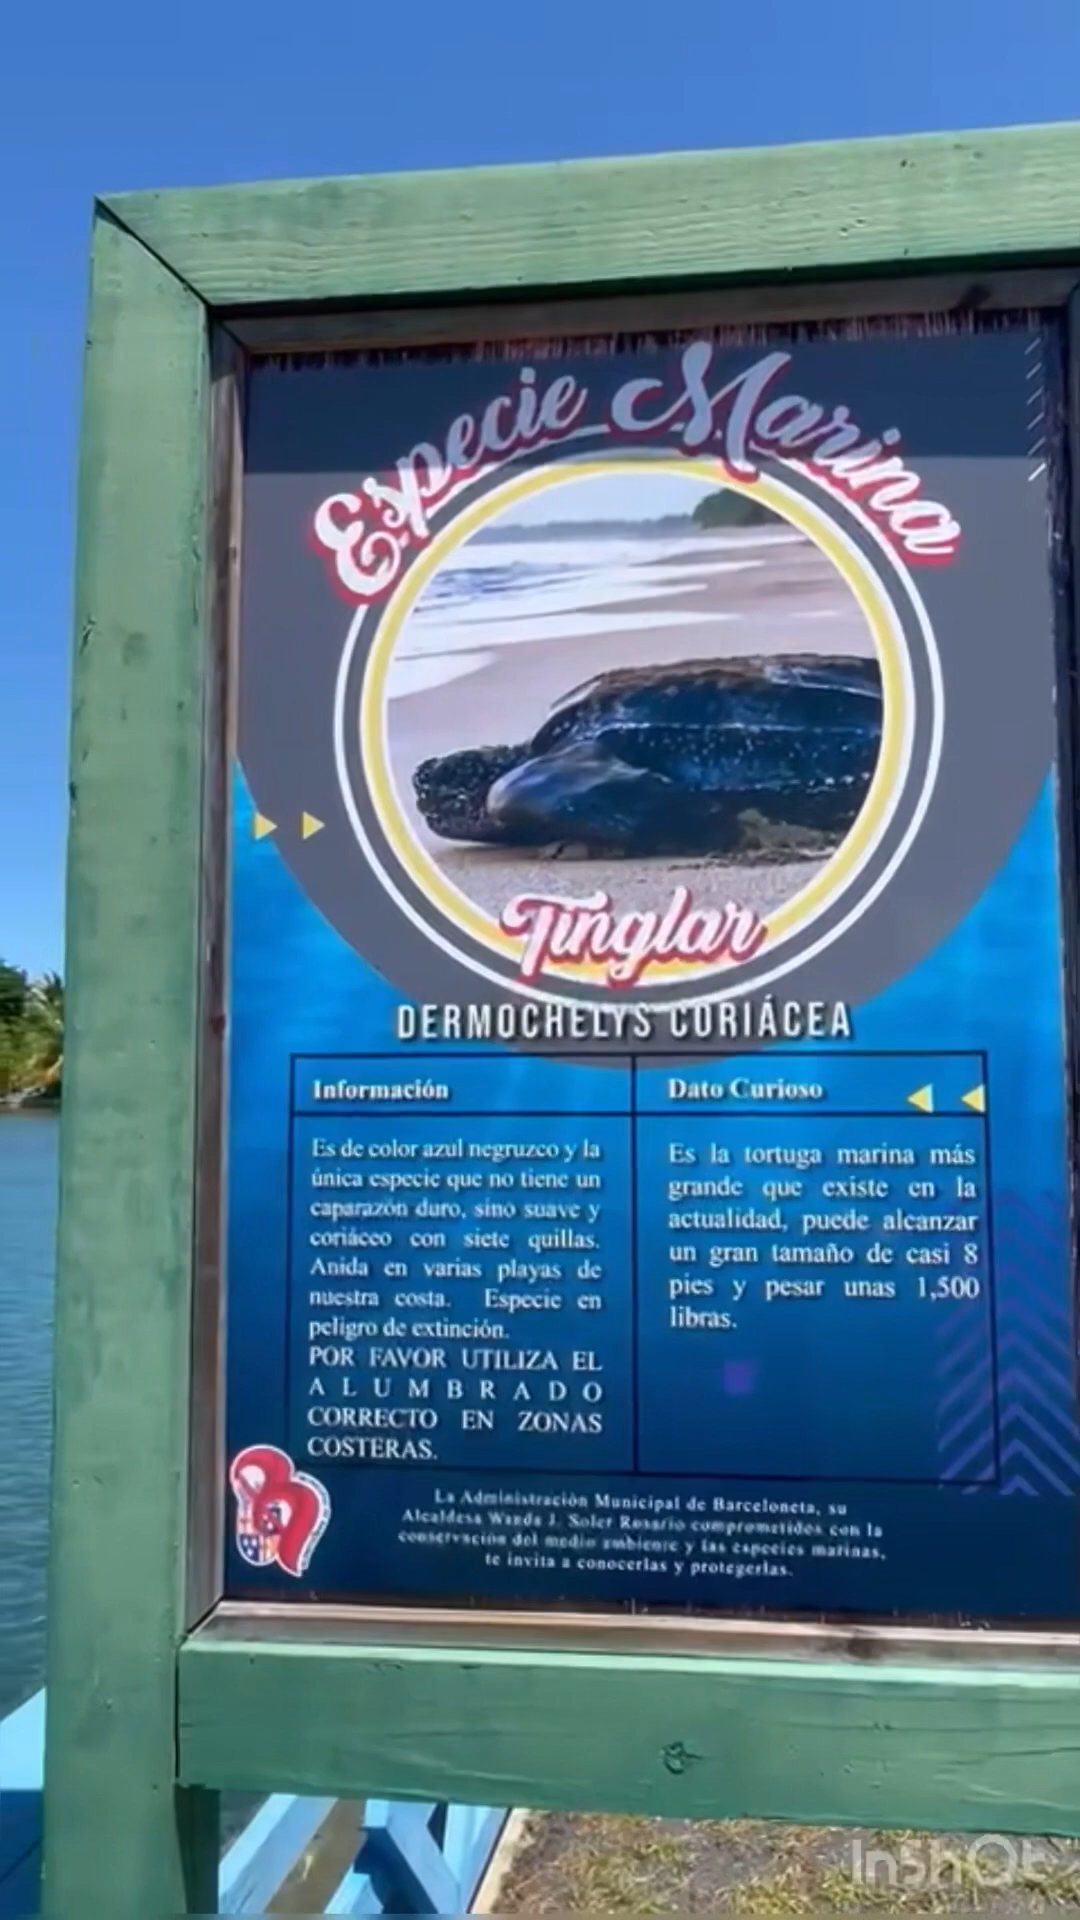 Especie Marina
Tinglar
DERMOCHELYS CORIÁCEA
Información
Es de color azul negruzco y la
única especie que no tiene un
caparazón duro, sino suave y
coriáceo con siete quillas.
Anida en varias playas de
nuestra costa. Especie en
peligro de extinción.
POR FAVOR UTILIZA EL
ALUMBRADO
CORRECTO EN ZONAS
COSTERAS.
Dato Curioso
Es la tortuga marina más
grande que existe en la
actualidad, puede alcanzar
un gran tamaño de casi 8
pies y pesar unas 1,500
libras.
La Administración Municipal de Barceloneta, su
Alcaldesa Wanda J. Soler Rosario comprometidos con la
conservación del medio ambiente y las especies marinas,
te invita a conocerlas y protegerlas.
InShOt